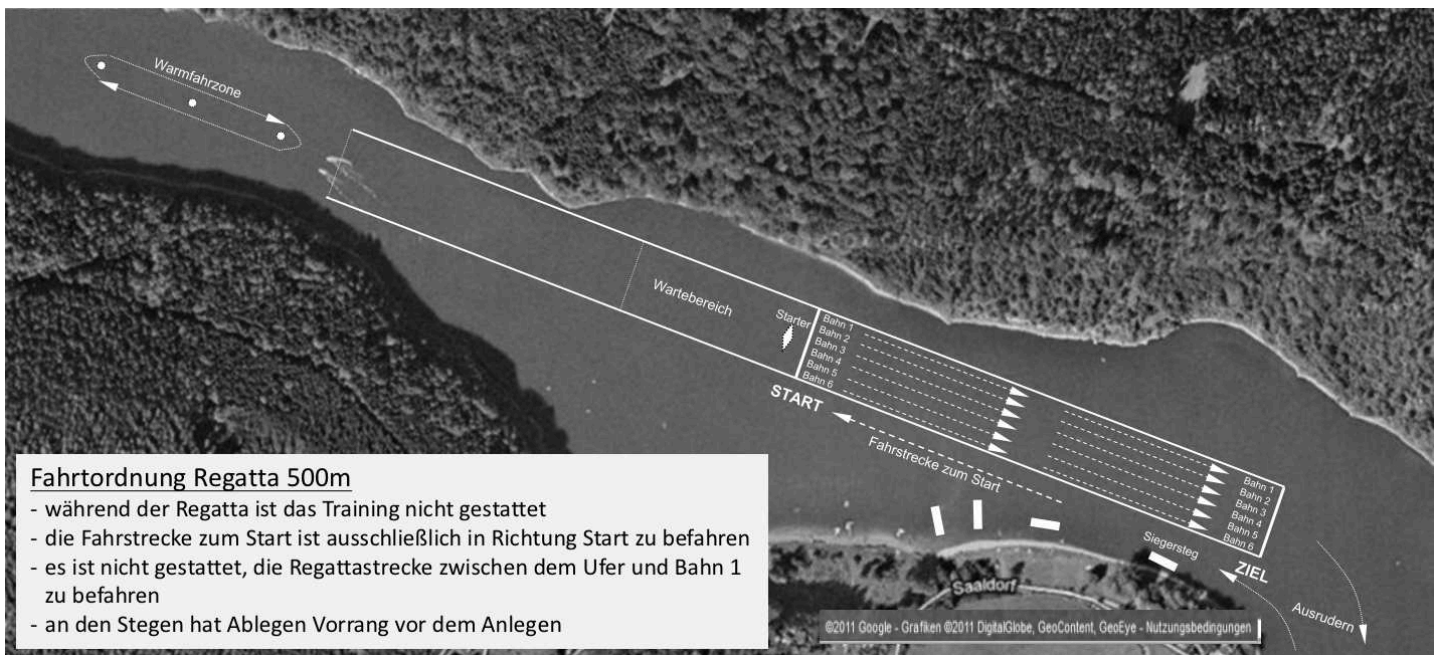 Warmfahrzone
Wartebereich
Starter
Bahn 1
Bahn 2
Bahn 3
Bahn 4
Bahn 5
Bahn 6
START
Fahrstrecke zum Start
Bahn 1
Bahn 2
Bahn 3
Bahn 4
Bahn 5
Bahn 6
ZIEL
Siegersteg
Ausrudern
Saaldorf
Fahrtordnung Regatta 500m
- während der Regatta ist das Training nicht gestattet
- die Fahrstrecke zum Start ist ausschließlich in Richtung Start zu befahren
- es ist nicht gestattet, die Regattastrecke zwischen dem Ufer und Bahn 1
zu befahren
- an den Stegen hat Ablegen Vorrang vor dem Anlegen
©2011 Google - Grafiken ©2011 DigitalGlobe, GeoContent, GeoEye - Nutzungsbedingungen